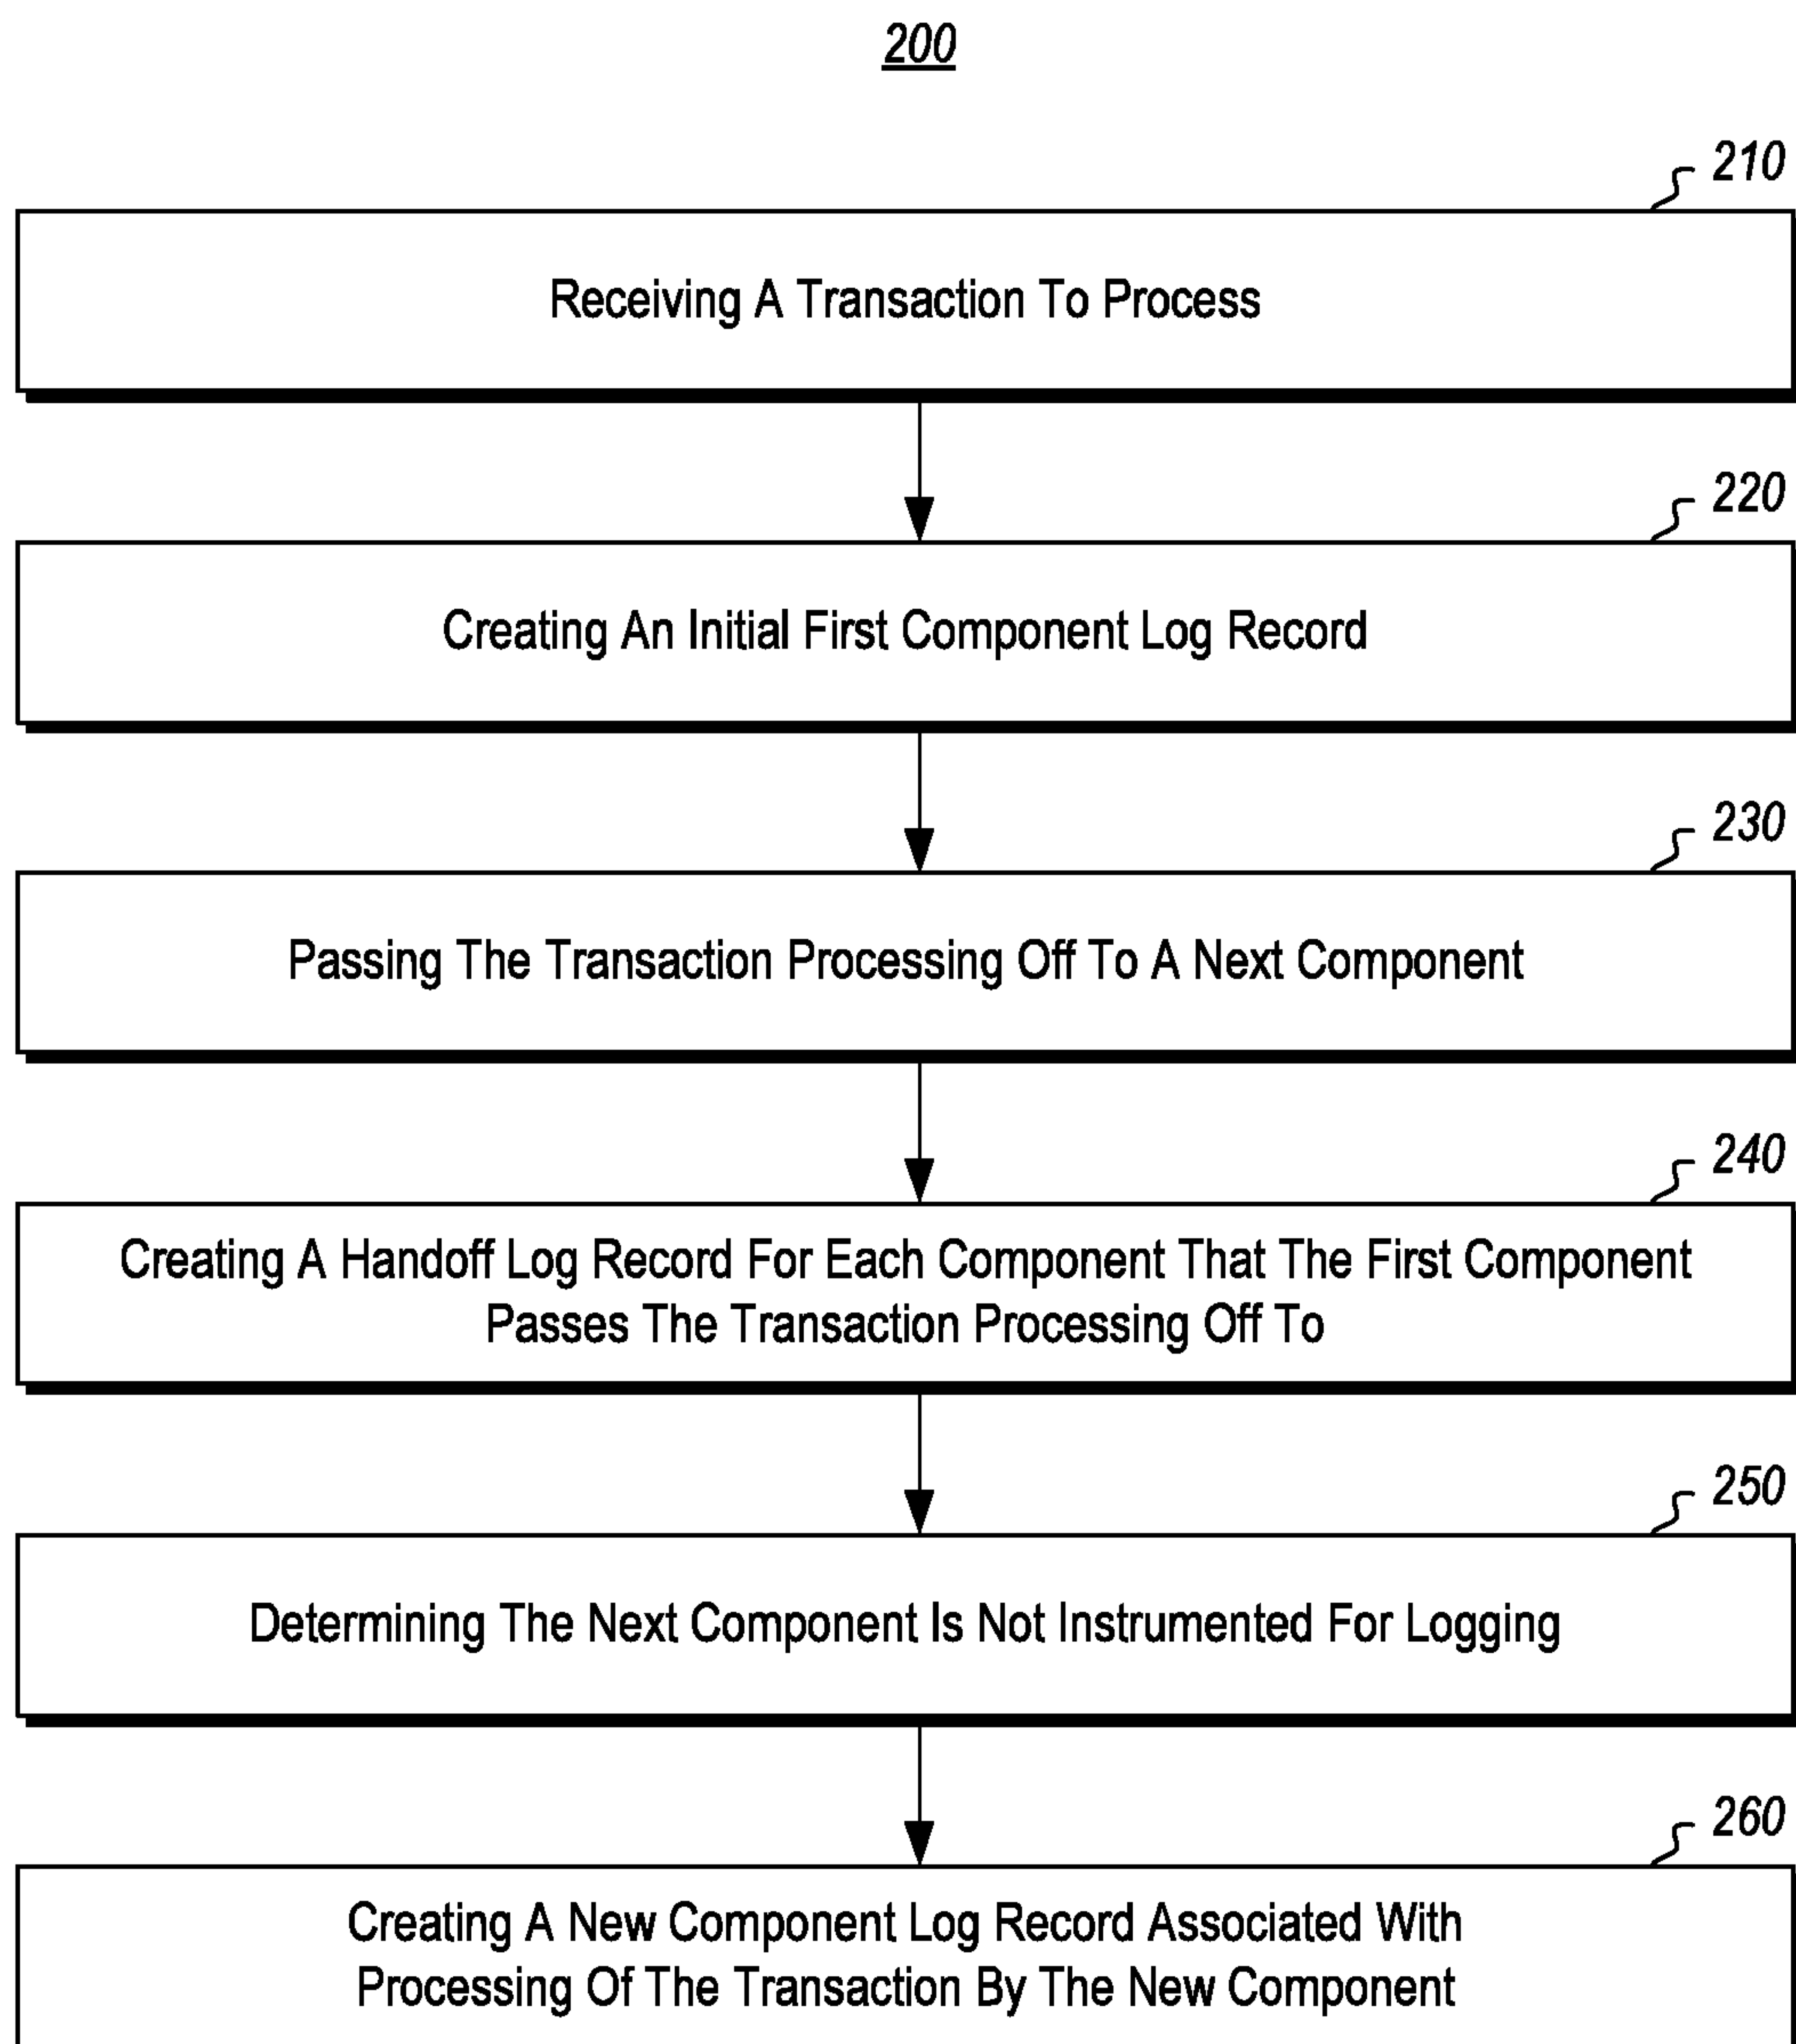 200
210
Receiving A Transaction To Process
220
Creating An Initial First Component Log Record
230
Passing The Transaction Processing Off To A Next Component
240
Creating A Handoff Log Record For Each Component That The First Component
Passes The Transaction Processing Off To
250
Determining The Next Component Is Not Instrumented For Logging
260
Creating A New Component Log Record Associated With
Processing Of The Transaction By The New Component